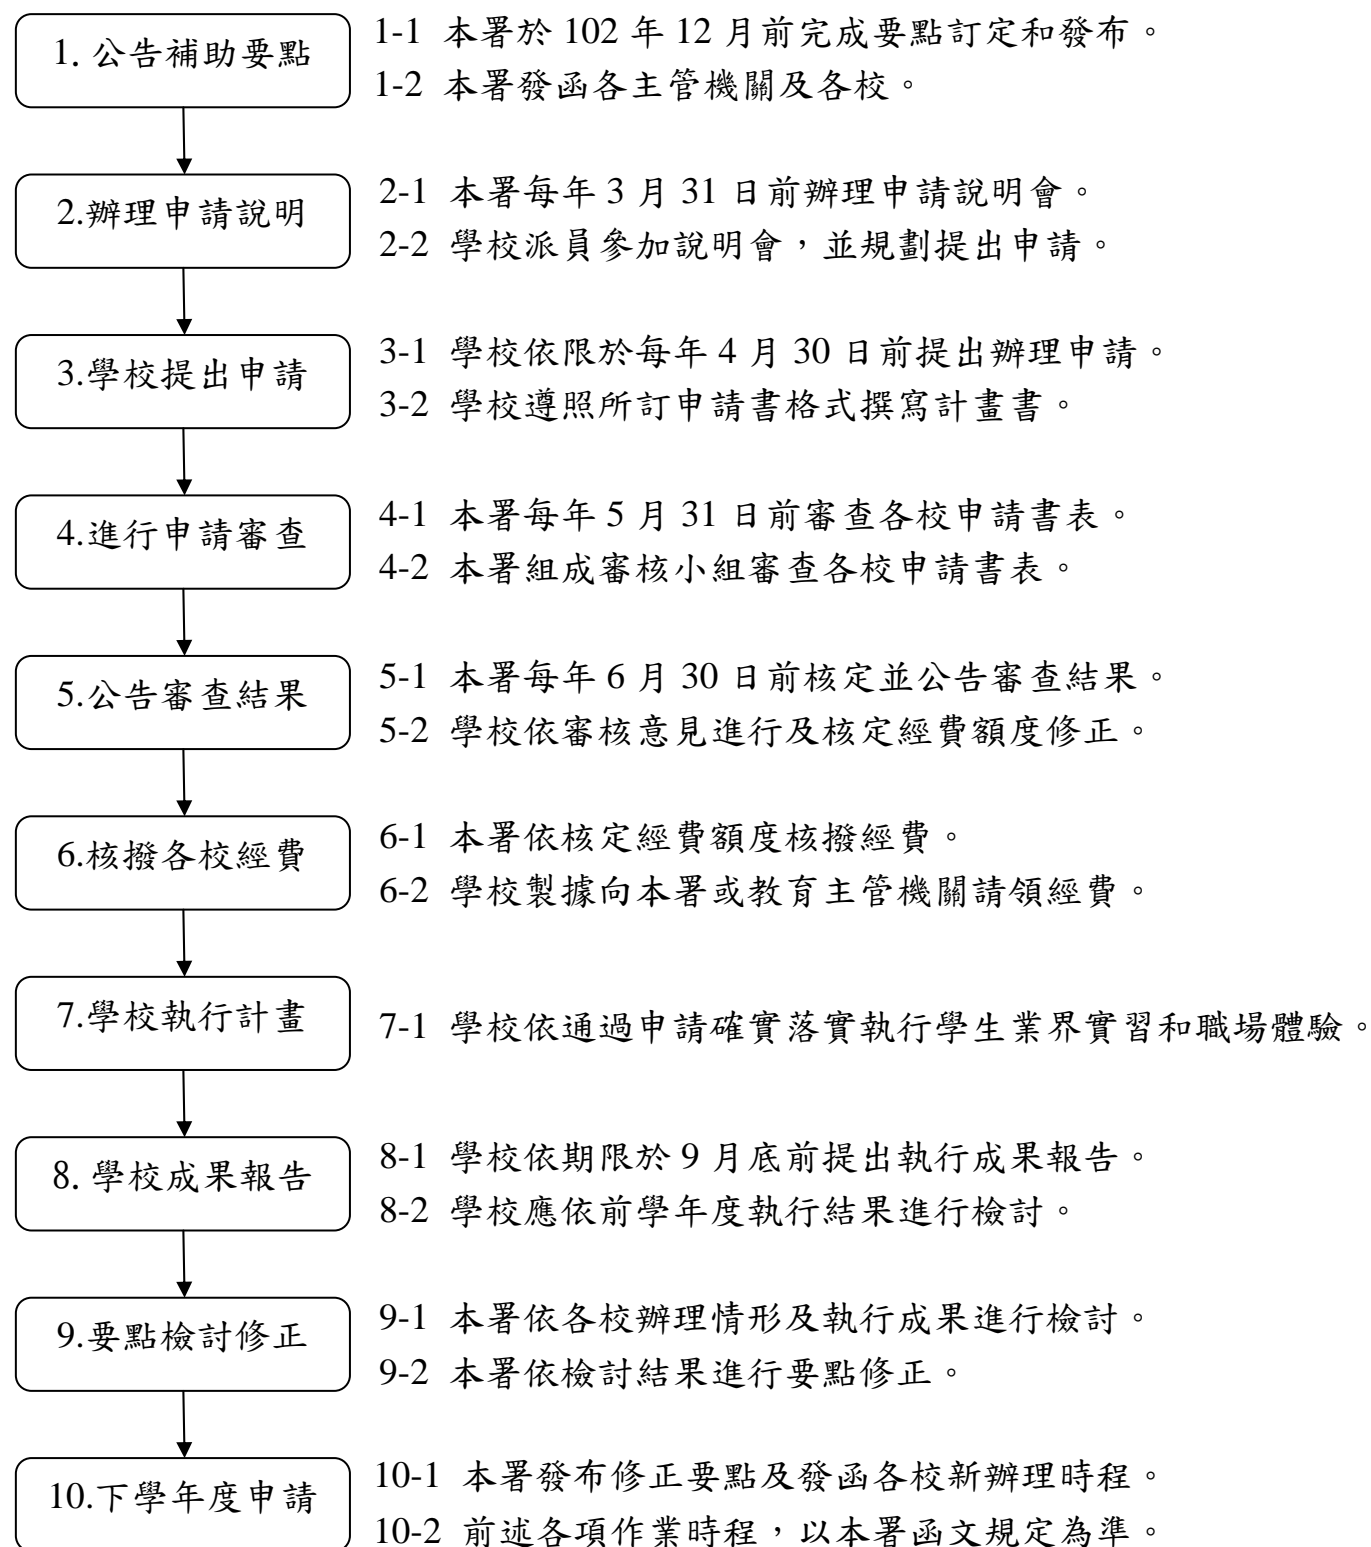 1. 公告補助要點
1-1 本署於 102 年 12 月前完成要點訂定和發布。
1-2 本署發函各主管機關及各校。
2.辦理申請說明
2-1 本署每年 3 月 31 日前辦理申請說明會。
2-2 學校派員參加說明會，並規劃提出申請。
3.學校提出申請
3-1 學校依限於每年 4 月 30 日前提出辦理申請。
3-2 學校遵照所訂申請書格式撰寫計畫書。
4.進行申請審查
4-1 本署每年 5 月 31 日前審查各校申請書表。
4-2 本署組成審核小組審查各校申請書表。
5.公告審查結果
5-1 本署每年 6 月 30 日前核定並公告審查結果。
5-2 學校依審核意見進行及核定經費額度修正。
6.核撥各校經費
6-1 本署依核定經費額度核撥經費。
6-2 學校製據向本署或教育主管機關請領經費。
7.學校執行計畫
7-1 學校依通過申請確實落實執行學生業界實習和職場體驗。
8. 學校成果報告
8-1 學校依期限於 9 月底前提出執行成果報告。
8-2 學校應依前學年度執行結果進行檢討。
9.要點檢討修正
9-1 本署依各校辦理情形及執行成果進行檢討。
9-2 本署依檢討結果進行要點修正。
10.下學年度申請
10-1 本署發布修正要點及發函各校新辦理時程。
10-2 前述各項作業時程，以本署函文規定為準。